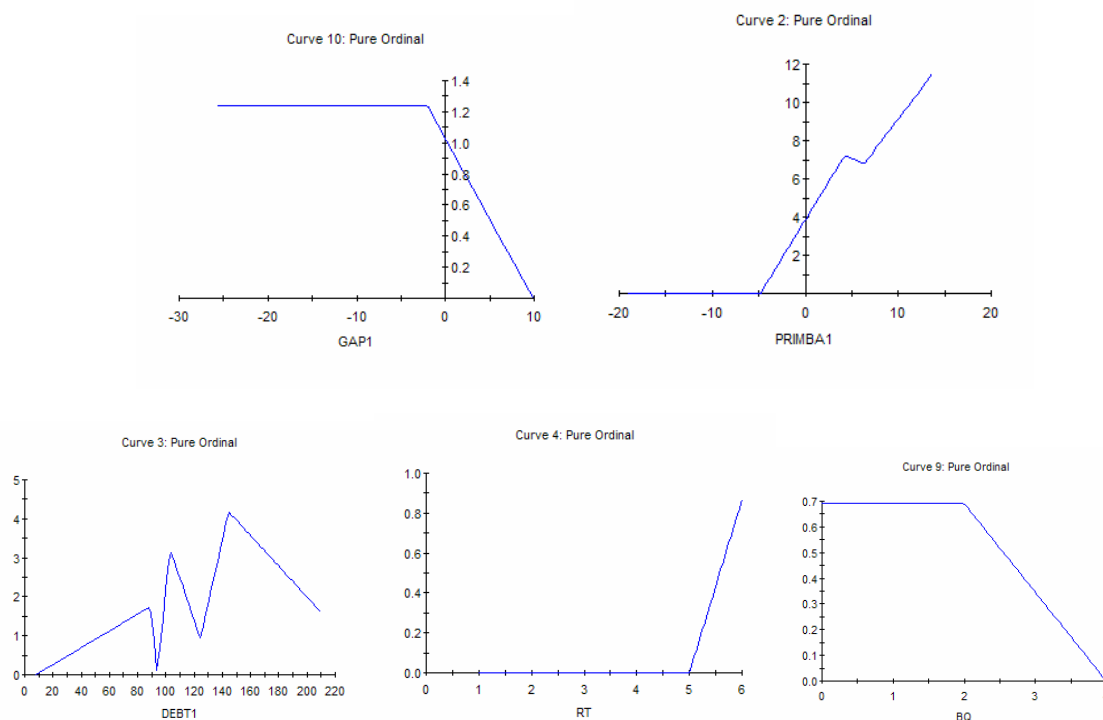 Curve 10: Pure Ordinal
1.4
1.2
1.0
0.8
0.6
0.4
0.2
-30 -20 -10 0 10
GAP1
Curve 2: Pure Ordinal
12
10
8
6
4
2
-20 -10 0 10 20
PRIMBA1
Curve 3: Pure Ordinal
5
4
3
2
1
0
0 20 40 60 80 100 120 140 160 180 200 220
DEBT1
Curve 4: Pure Ordinal
1.0
0.8
0.6
0.4
0.2
0.0
0 1 2 3 4 5 6
RT
Curve 9: Pure Ordinal
0.7
0.6
0.5
0.4
0.3
0.2
0.1
0.0
0 1 2 3
BQ